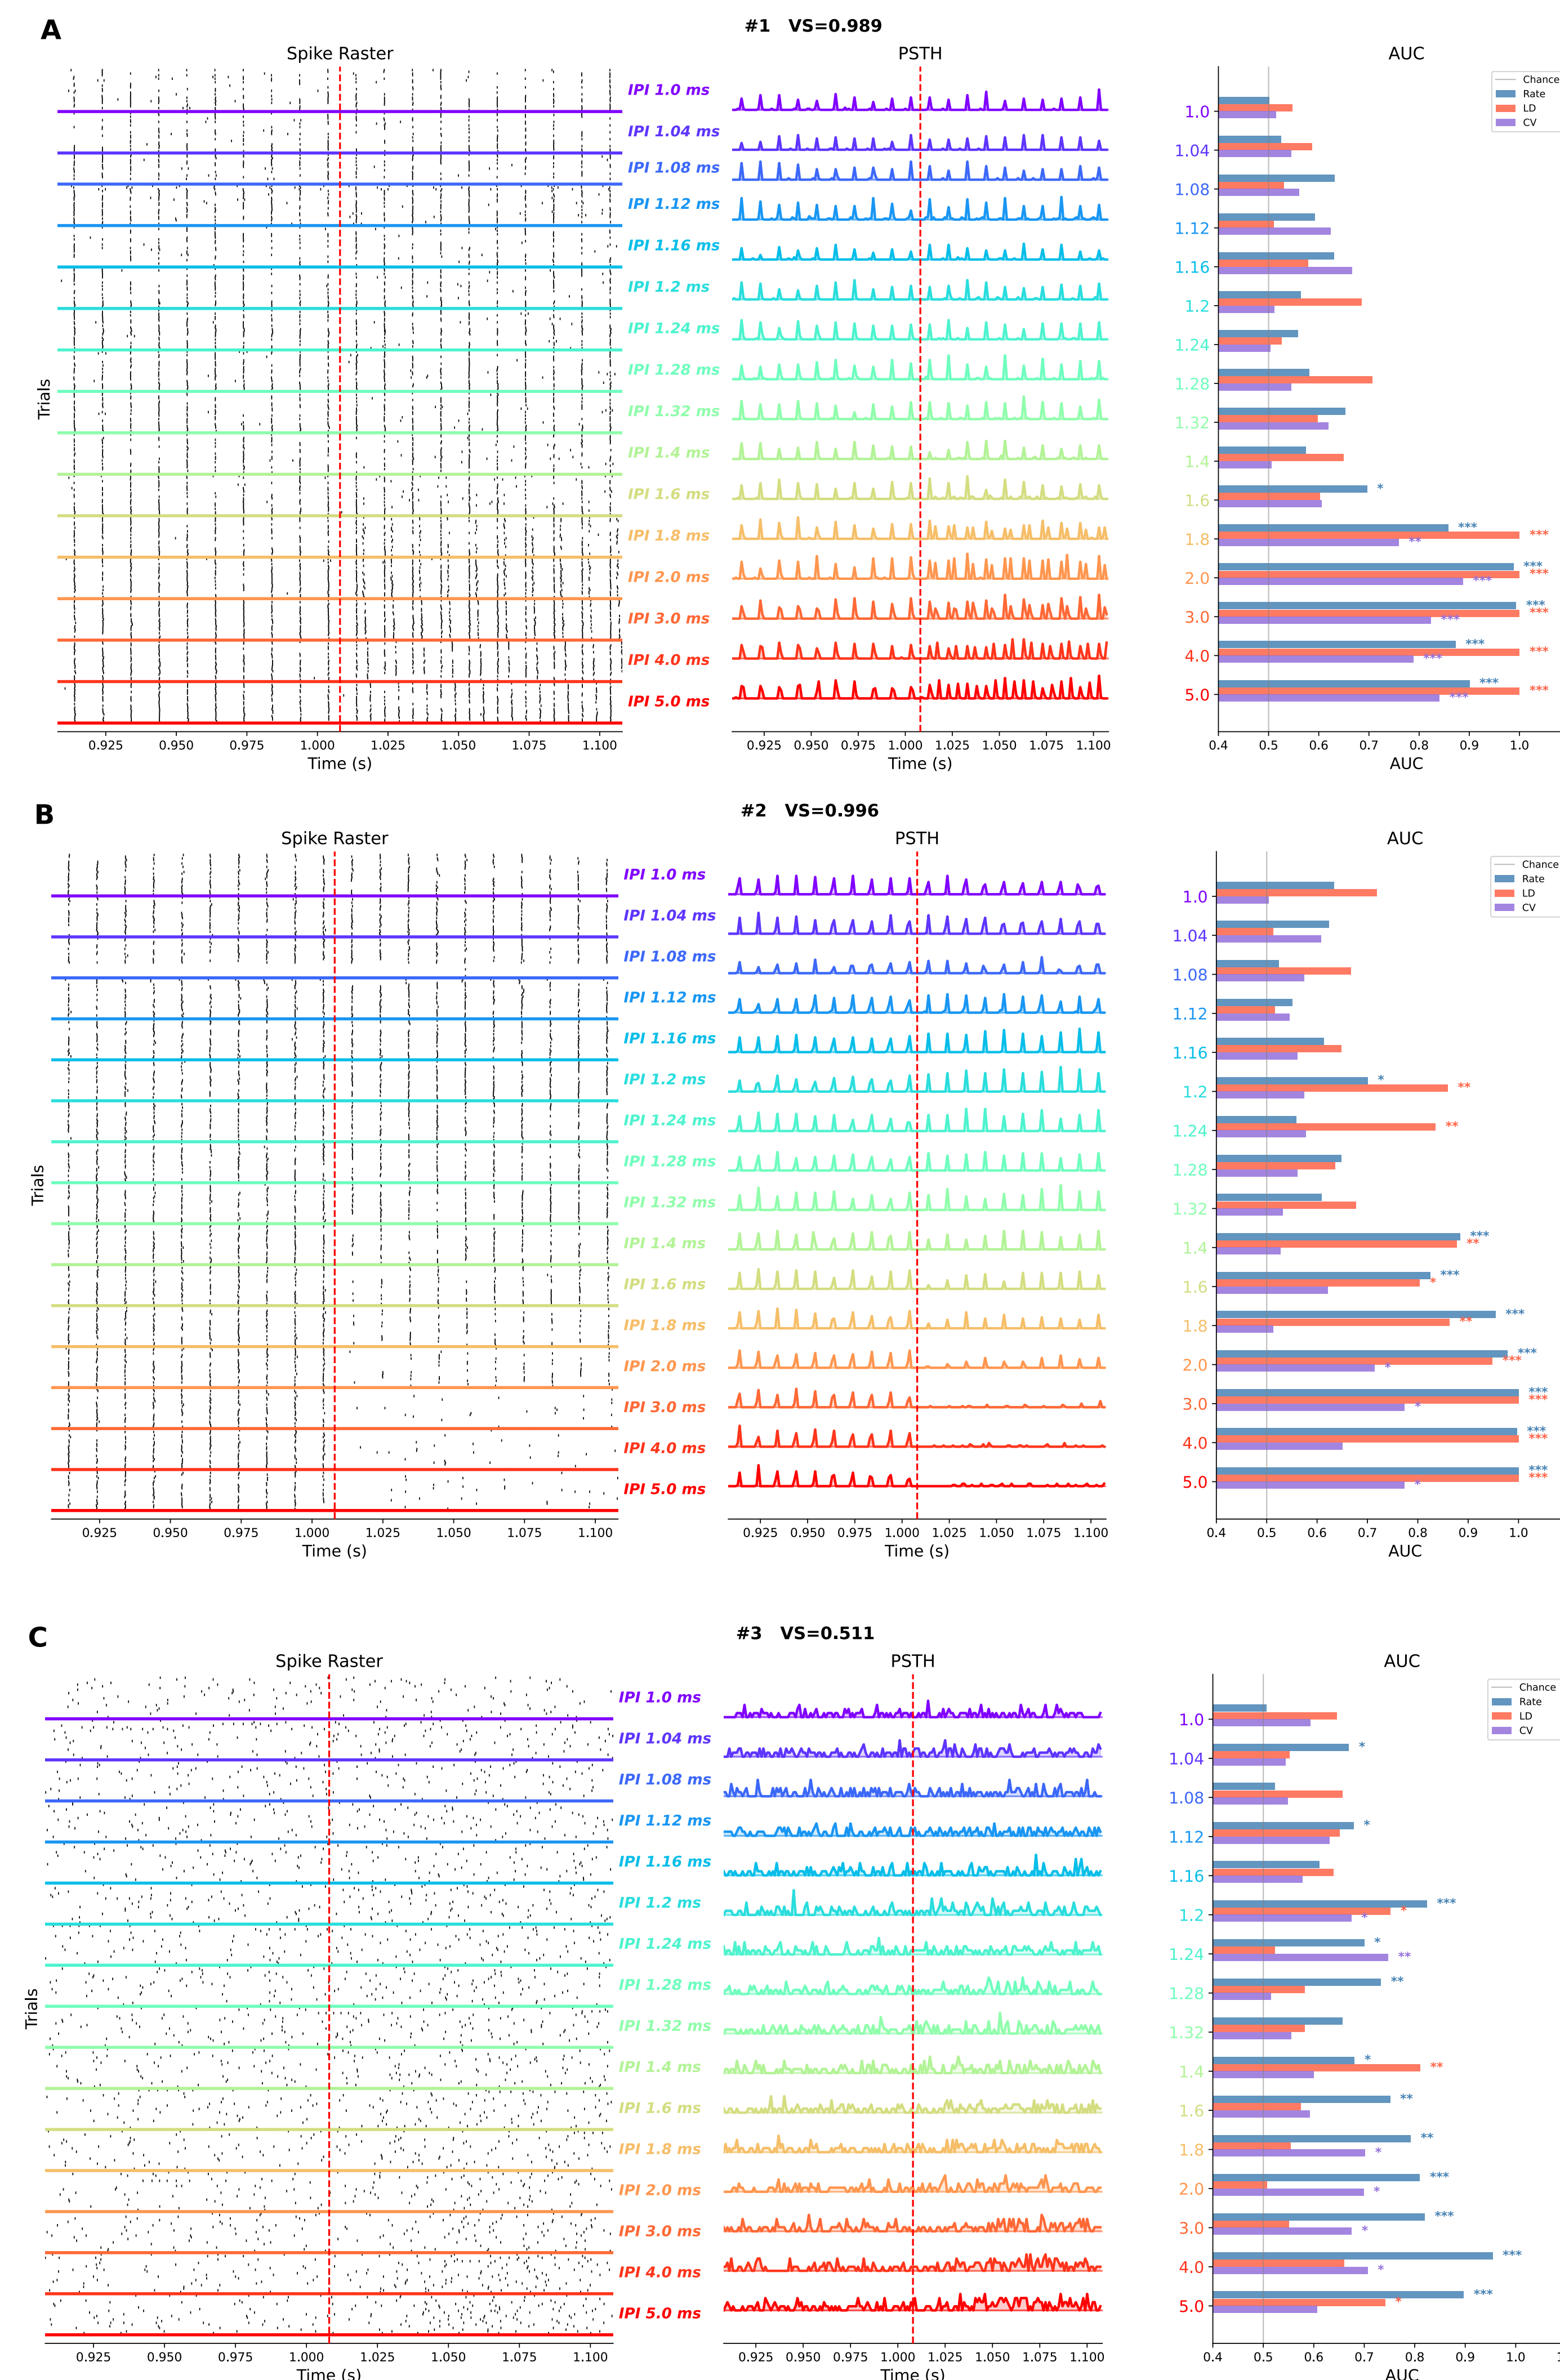 A
#1   VS=0.989
Spike Raster
PSTH
AUC
Trials
IPI 1.0 ms
IPI 1.04 ms
IPI 1.08 ms
IPI 1.12 ms
IPI 1.16 ms
IPI 1.2 ms
IPI 1.24 ms
IPI 1.28 ms
IPI 1.32 ms
IPI 1.4 ms
IPI 1.6 ms
IPI 1.8 ms
IPI 2.0 ms
IPI 3.0 ms
IPI 4.0 ms
IPI 5.0 ms
0.925 0.950 0.975 1.000 1.025 1.050 1.075 1.100
Time (s)
0.925 0.950 0.975 1.000 1.025 1.050 1.075 1.100
Time (s)
Chance
Rate
LD
CV
1.0
1.04
1.08
1.12
1.16
1.2
1.24
1.28
1.32
1.4
1.6 *
1.8 *** *** **
2.0 *** *** ***
3.0 *** *** ***
4.0 *** *** ***
5.0 *** *** ***
0.4 0.5 0.6 0.7 0.8 0.9 1.0
AUC
B
#2   VS=0.996
Spike Raster
PSTH
AUC
Trials
IPI 1.0 ms
IPI 1.04 ms
IPI 1.08 ms
IPI 1.12 ms
IPI 1.16 ms
IPI 1.2 ms
IPI 1.24 ms
IPI 1.28 ms
IPI 1.32 ms
IPI 1.4 ms
IPI 1.6 ms
IPI 1.8 ms
IPI 2.0 ms
IPI 3.0 ms
IPI 4.0 ms
IPI 5.0 ms
0.925 0.950 0.975 1.000 1.025 1.050 1.075 1.100
Time (s)
0.925 0.950 0.975 1.000 1.025 1.050 1.075 1.100
Time (s)
Chance
Rate
LD
CV
1.0
1.04
1.08
1.12
1.16
1.2 * **
1.24 **
1.28
1.32
1.4 *** **
1.6 *** *
1.8 *** **
2.0 *** *** *
3.0 *** *** *
4.0 *** ***
5.0 *** *** *
0.4 0.5 0.6 0.7 0.8 0.9 1.0
AUC
C
#3   VS=0.511
Spike Raster
PSTH
AUC
Trials
IPI 1.0 ms
IPI 1.04 ms
IPI 1.08 ms
IPI 1.12 ms
IPI 1.16 ms
IPI 1.2 ms
IPI 1.24 ms
IPI 1.28 ms
IPI 1.32 ms
IPI 1.4 ms
IPI 1.6 ms
IPI 1.8 ms
IPI 2.0 ms
IPI 3.0 ms
IPI 4.0 ms
IPI 5.0 ms
0.925 0.950 0.975 1.000 1.025 1.050 1.075 1.100
Time (s)
0.925 0.950 0.975 1.000 1.025 1.050 1.075 1.100
Time (s)
Chance
Rate
LD
CV
1.0
1.04 *
1.08
1.12 *
1.16
1.2 *** * *
1.24 * **
1.28 **
1.32
1.4 * **
1.6 **
1.8 ** *
2.0 *** *
3.0 *** *
4.0 *** *
5.0 *** *
0.4 0.5 0.6 0.7 0.8 0.9 1.0
AUC